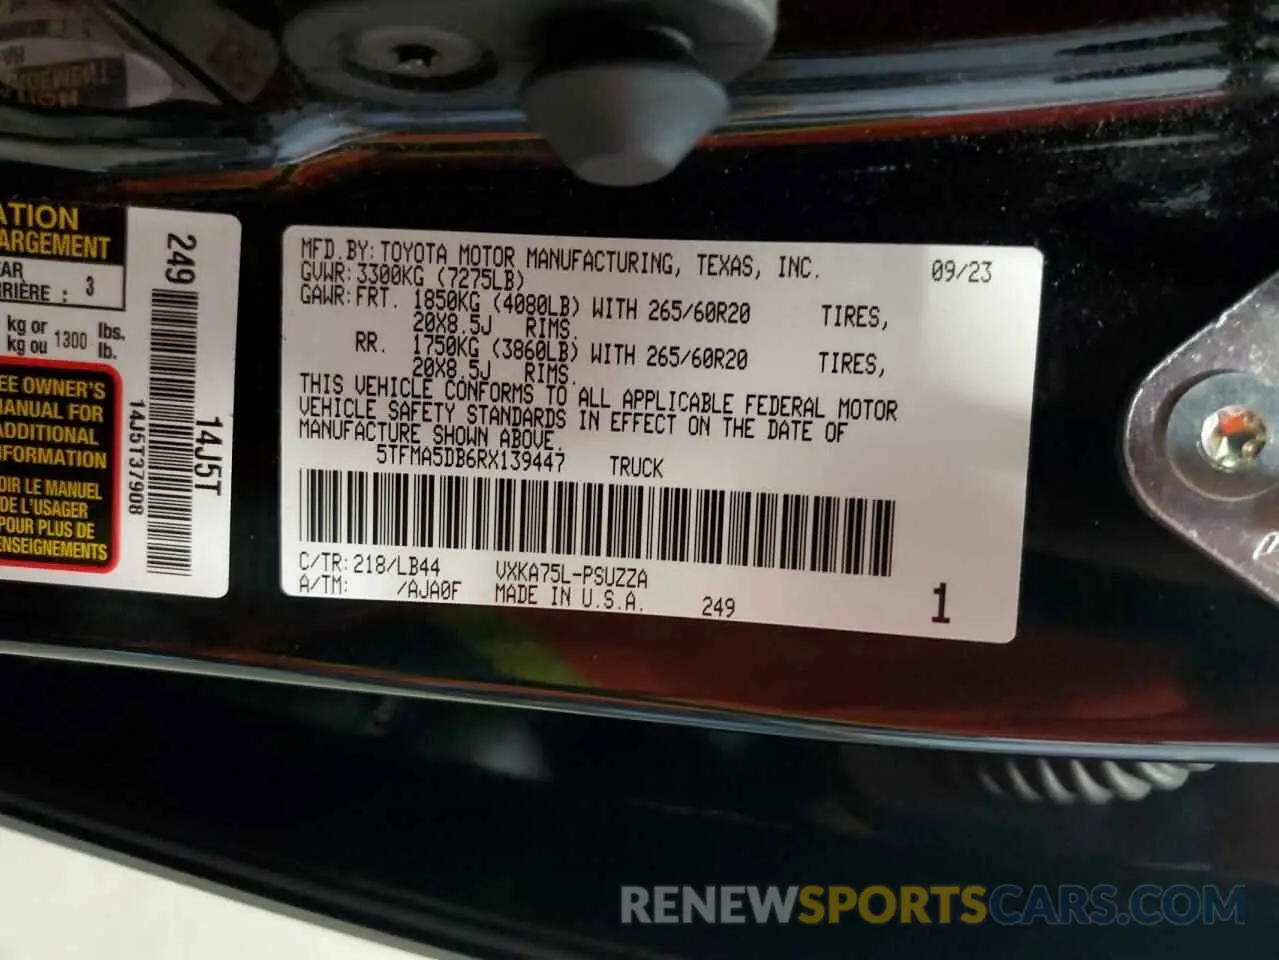 ATION
ARGEMENT
AR
RRIÈRE : 3
kg or 1300 lbs.
kg ou lb.
EE OWNER'S
MANUAL FOR
ADDITIONAL
NFORMATION
OIR LE MANUEL
DE L'USAGER
POUR PLUS DE
ENSEIGNEMENTS
249
14J5T
14J5T37908
MFD.BY: TOYOTA MOTOR MANUFACTURING, TEXAS, INC. 09/23
GVWR: 3300KG (7275LB)
GAWR: FRT. 1850KG (4080LB) WITH 265/60R20 TIRES,
20X8.5J RIMS.
RR. 1750KG (3860LB) WITH 265/60R20 TIRES,
20X8.5J RIMS.
THIS VEHICLE CONFORMS TO ALL APPLICABLE FEDERAL MOTOR
VEHICLE SAFETY STANDARDS IN EFFECT ON THE DATE OF
MANUFACTURE SHOWN ABOVE.
5TFMA5DB6RX139447 TRUCK
C/TR: 218/LB44 VXKA75L-PSUZZA
A/TM: /AJA0F MADE IN U.S.A. 249 1
RENEWSPORTSCARS.COM